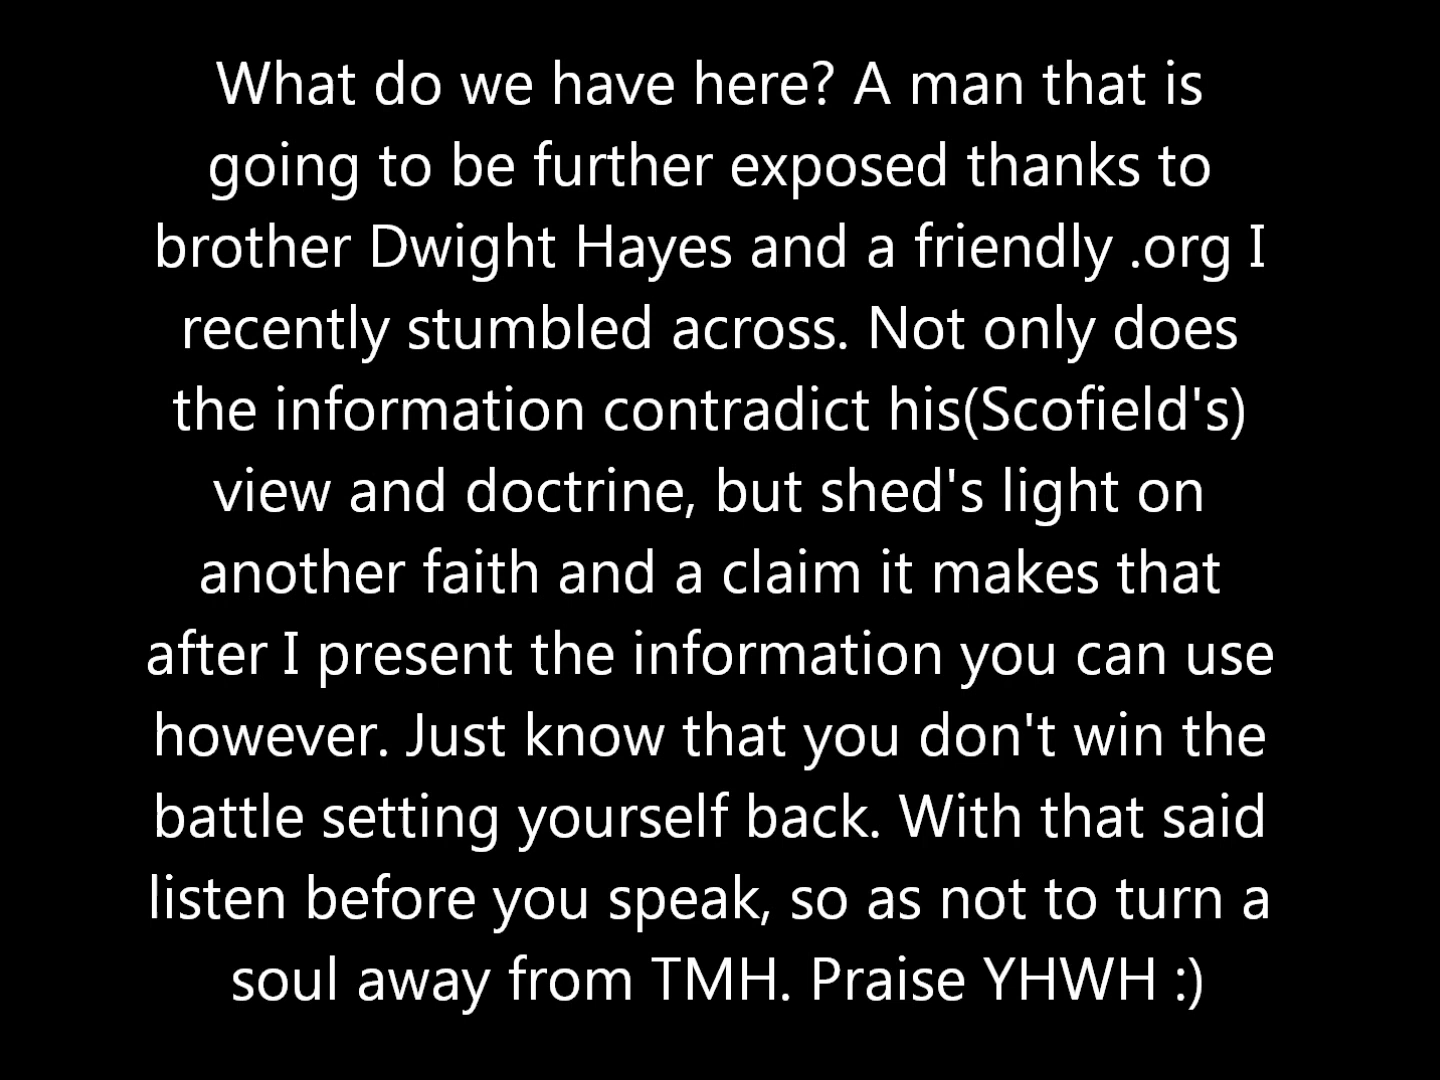 What do we have here? A man that is
going to be further exposed thanks to
brother Dwight Hayes and a friendly .org I
recently stumbled across. Not only does
the information contradict his(Scofield's)
view and doctrine, but shed's light on
another faith and a claim it makes that
after I present the information you can use
however. Just know that you don't win the
battle setting yourself back. With that said
listen before you speak, so as not to turn a
soul away from TMH. Praise YHWH :)